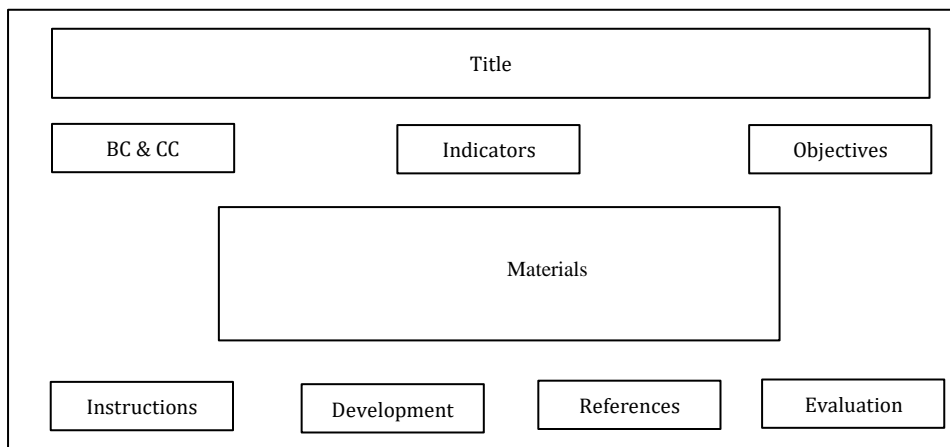 Title
BC & CC
Indicators
Objectives
Materials
Instructions
Development
References
Evaluation